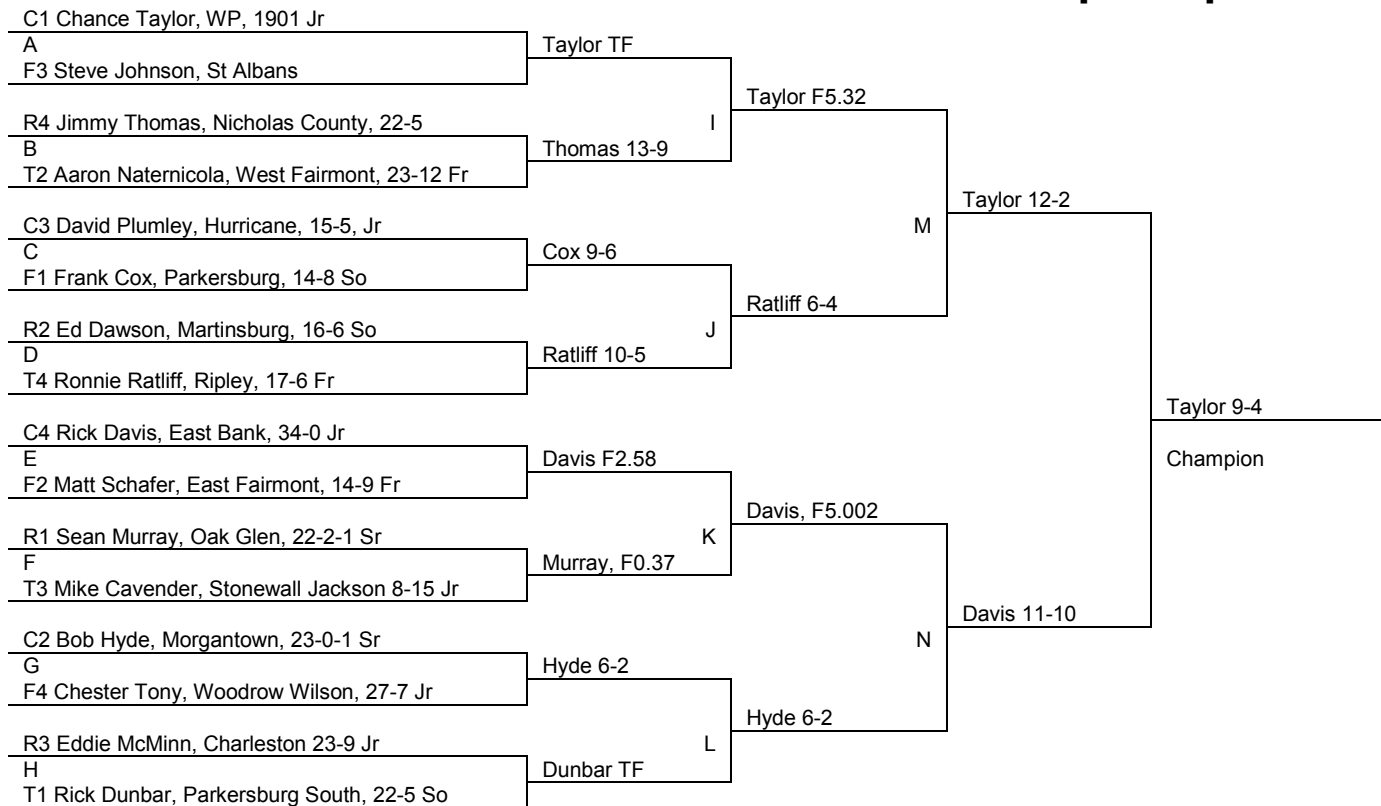 C1 Chance Taylor, WP, 1901 Jr
A
Taylor TF
F3 Steve Johnson, St Albans
Taylor F5.32
R4 Jimmy Thomas, Nicholas County, 22-5
I
B
Thomas 13-9
T2 Aaron Naternicola, West Fairmont, 23-12 Fr
Taylor 12-2
C3 David Plumley, Hurricane, 15-5, Jr
M
C
Cox 9-6
F1 Frank Cox, Parkersburg, 14-8 So
Ratliff 6-4
R2 Ed Dawson, Martinsburg, 16-6 So
J
D
Ratliff 10-5
T4 Ronnie Ratliff, Ripley, 17-6 Fr
Taylor 9-4
C4 Rick Davis, East Bank, 34-0 Jr
E
Davis F2.58
Champion
F2 Matt Schafer, East Fairmont, 14-9 Fr
Davis, F5.002
R1 Sean Murray, Oak Glen, 22-2-1 Sr
K
F
Murray, F0.37
T3 Mike Cavender, Stonewall Jackson 8-15 Jr
Davis 11-10
C2 Bob Hyde, Morgantown, 23-0-1 Sr
N
G
Hyde 6-2
F4 Chester Tony, Woodrow Wilson, 27-7 Jr
Hyde 6-2
R3 Eddie McMinn, Charleston 23-9 Jr
L
H
Dunbar TF
T1 Rick Dunbar, Parkersburg South, 22-5 So